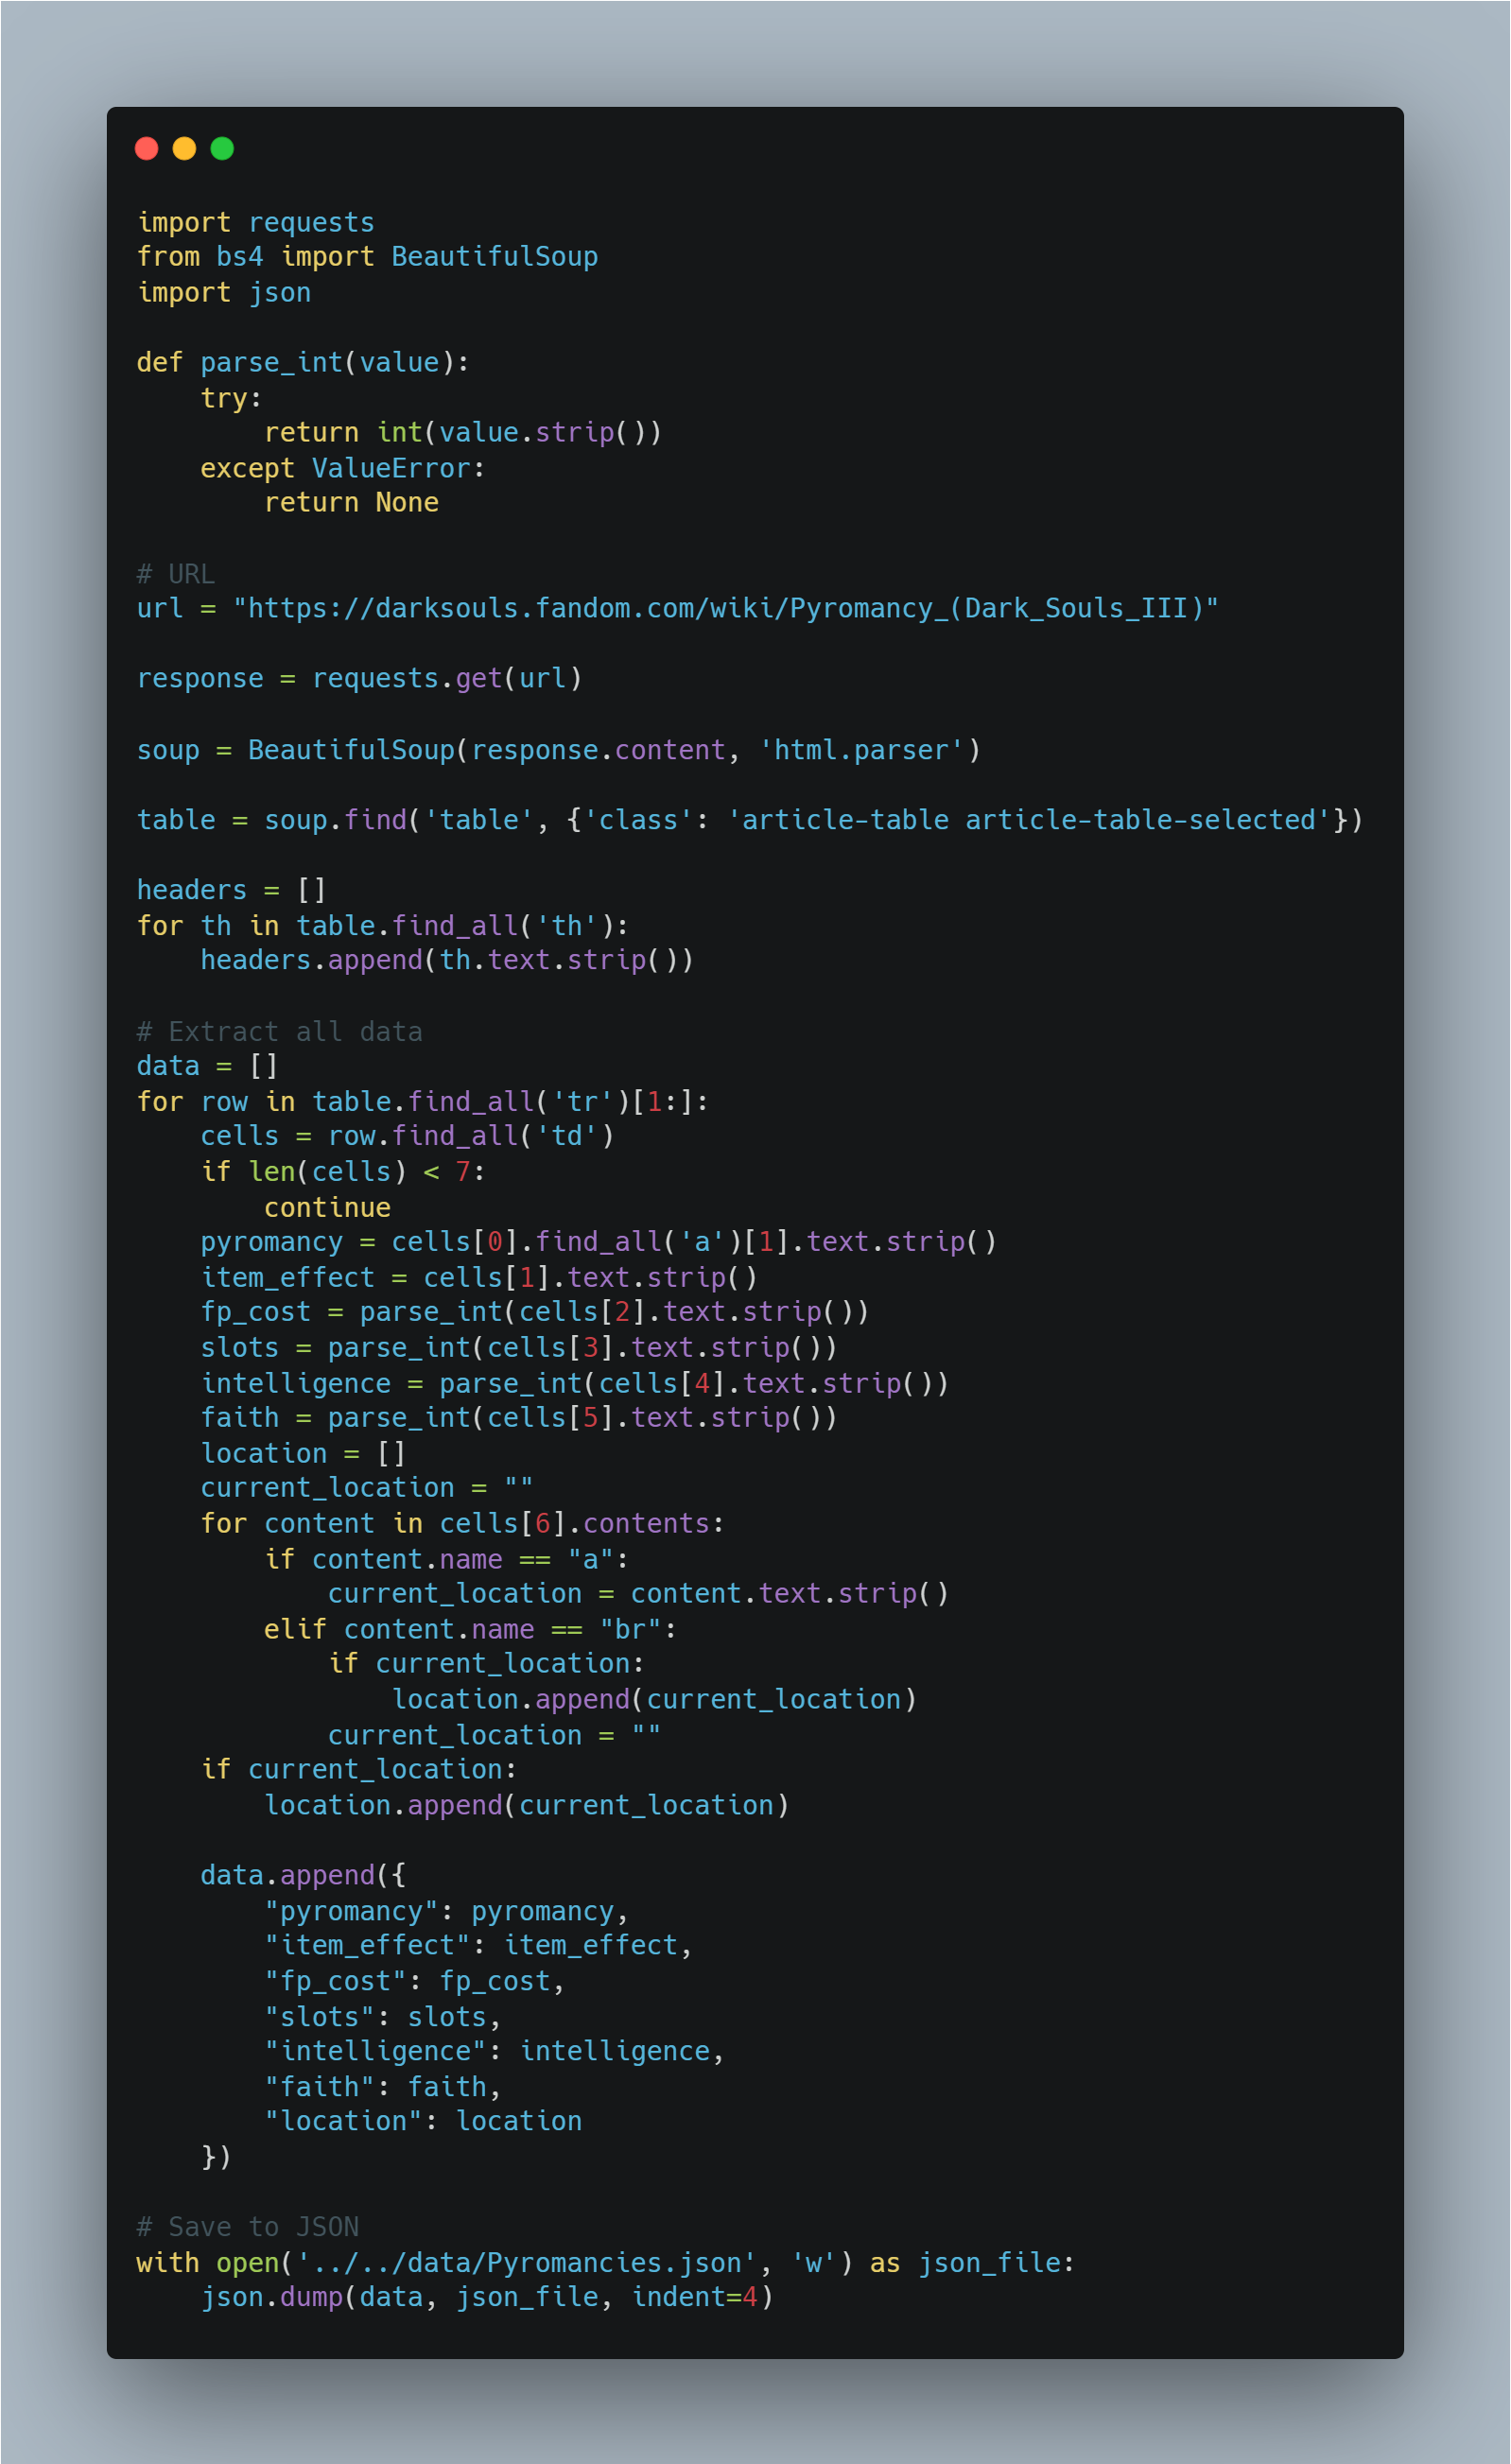 import requests
from bs4 import BeautifulSoup
import json

def parse_int(value):
    try:
        return int(value.strip())
    except ValueError:
        return None

# URL
url = "https://darksouls.fandom.com/wiki/Pyromancy_(Dark_Souls_III)"

response = requests.get(url)

soup = BeautifulSoup(response.content, 'html.parser')

table = soup.find('table', {'class': 'article-table article-table-selected'})

headers = []
for th in table.find_all('th'):
    headers.append(th.text.strip())

# Extract all data
data = []
for row in table.find_all('tr')[1:]:
    cells = row.find_all('td')
    if len(cells) < 7:
        continue
    pyromancy = cells[0].find_all('a')[1].text.strip()
    item_effect = cells[1].text.strip()
    fp_cost = parse_int(cells[2].text.strip())
    slots = parse_int(cells[3].text.strip())
    intelligence = parse_int(cells[4].text.strip())
    faith = parse_int(cells[5].text.strip())
    location = []
    current_location = ""
    for content in cells[6].contents:
        if content.name == "a":
            current_location = content.text.strip()
        elif content.name == "br":
            if current_location:
                location.append(current_location)
            current_location = ""
    if current_location:
        location.append(current_location)

    data.append({
        "pyromancy": pyromancy,
        "item_effect": item_effect,
        "fp_cost": fp_cost,
        "slots": slots,
        "intelligence": intelligence,
        "faith": faith,
        "location": location
    })

# Save to JSON
with open('../../data/Pyromancies.json', 'w') as json_file:
    json.dump(data, json_file, indent=4)